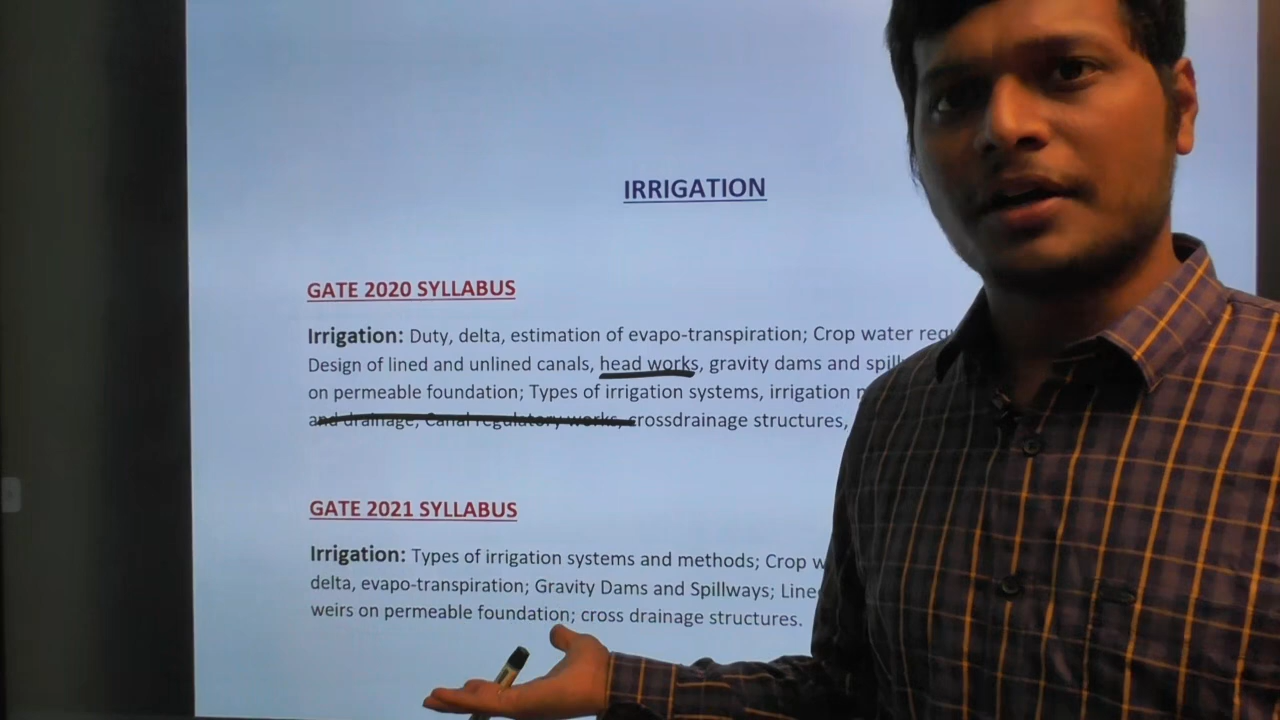 IRRIGATION
GATE 2020 SYLLABUS
Irrigation: Duty, delta, estimation of evapo-transpiration; Crop water
Design of lined and unlined canals, head works, gravity dams and
on permeable foundation; Types of irrigation systems, irrigation
and drainage, Canal regulatory works, crossdrainage structures,
GATE 2021 SYLLABUS
Irrigation: Types of irrigation systems and methods; Crop
delta, evapo-transpiration; Gravity Dams and Spillways;
weirs on permeable foundation; cross drainage structures.